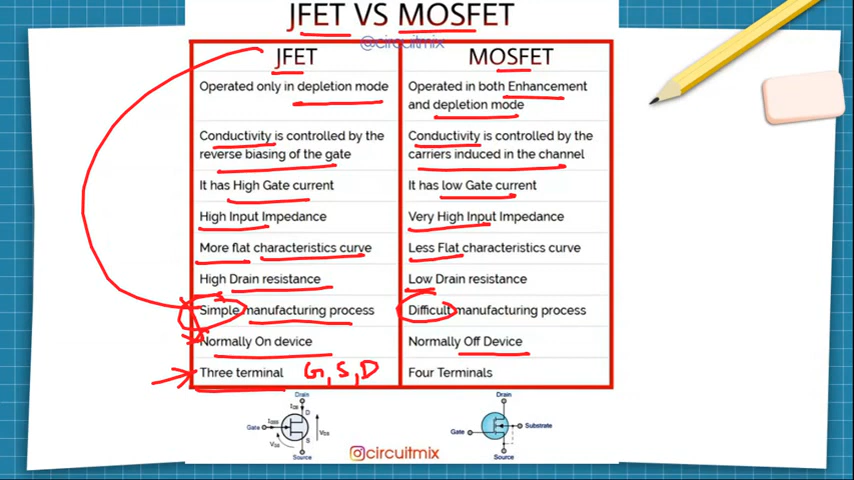 JFET VS MOSFET
@circuitmix
JFET
MOSFET
Operated only in depletion mode
Operated in both Enhancement
and depletion mode
Conductivity is controlled by the
reverse biasing of the gate
Conductivity is controlled by the
carriers induced in the channel
It has High Gate current
It has low Gate current
High Input Impedance
Very High Input Impedance
More flat characteristics curve
Less Flat characteristics curve
High Drain resistance
Low Drain resistance
Simple manufacturing process
Difficult manufacturing process
Normally On device
Normally Off Device
Three terminal G, S, D
Four Terminals
Drain
D
Gate
S
Source
Drain
Substrate
Gate
Source
@circuitmix